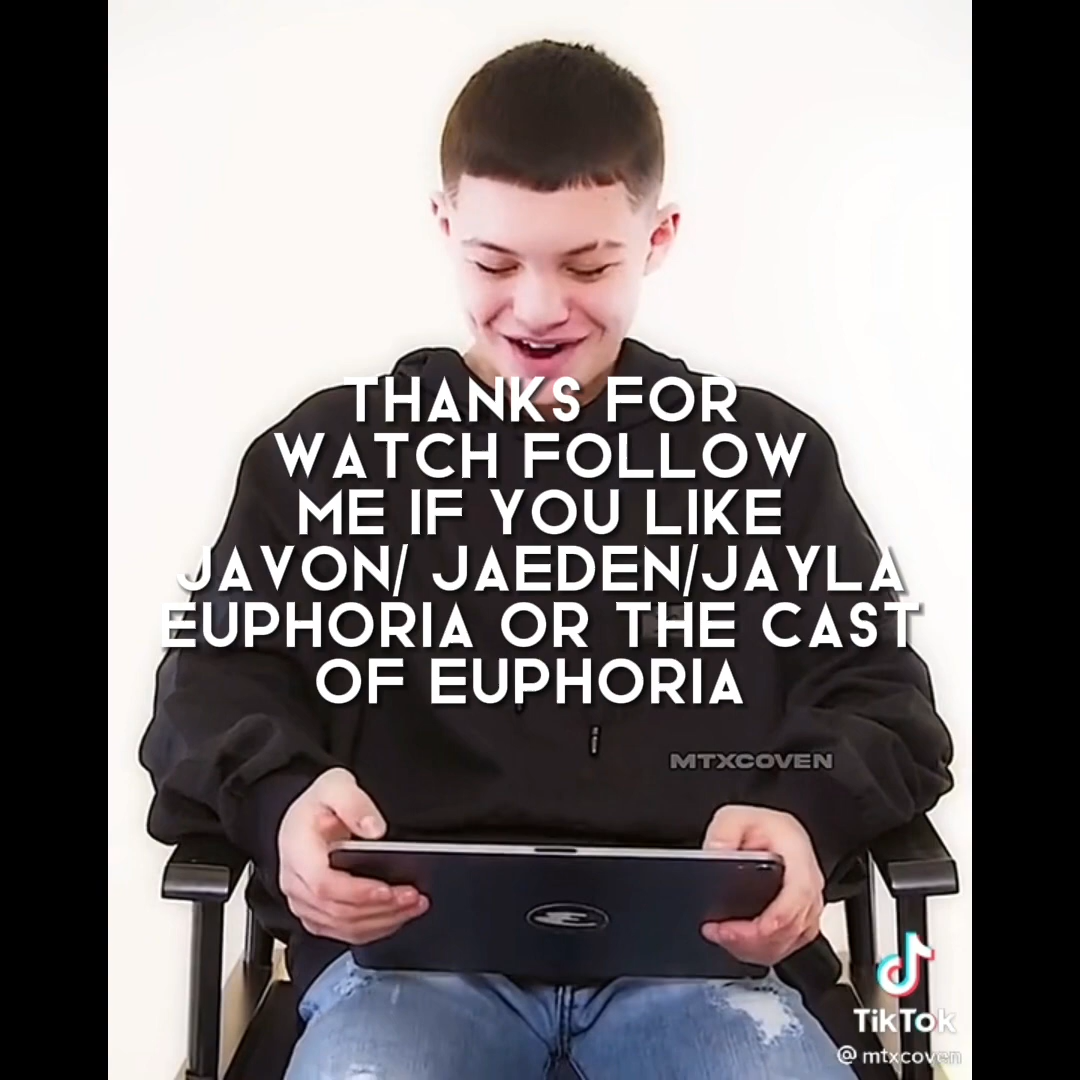 THANKS FOR
WATCH FOLLOW
ME IF YOU LIKE
JAVON/ JAEDEN/JAYLA
EUPHORIA OR THE CAST
OF EUPHORIA
MTXCOVEN
TikTok
@mtxcoven